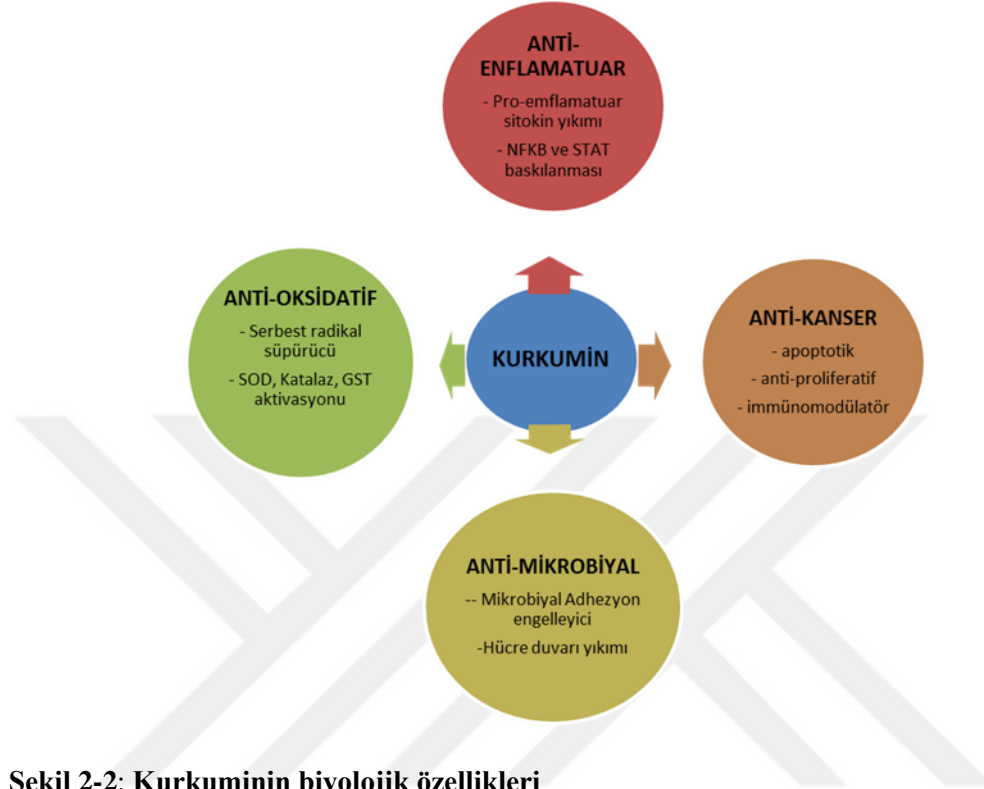 ANTİ-
ENFLAMATUAR
- Pro-emflamatuar
sitokin yıkımı
- NFKB ve STAT
baskılanması
ANTİ-OKSİDATİF
- Serbest radikal
süpürücü
- SOD, Katalaz, GST
aktivasyonu
KURKUMİN
ANTİ-KANSER
- apoptotik
- anti-proliferatif
- immünomodülatör
ANTİ-MİKROBİYAL
-- Mikrobiyal Adhezyon
engelleyici
-Hücre duvarı yıkımı
Şekil 2-2: Kurkuminin biyolojik özellikleri